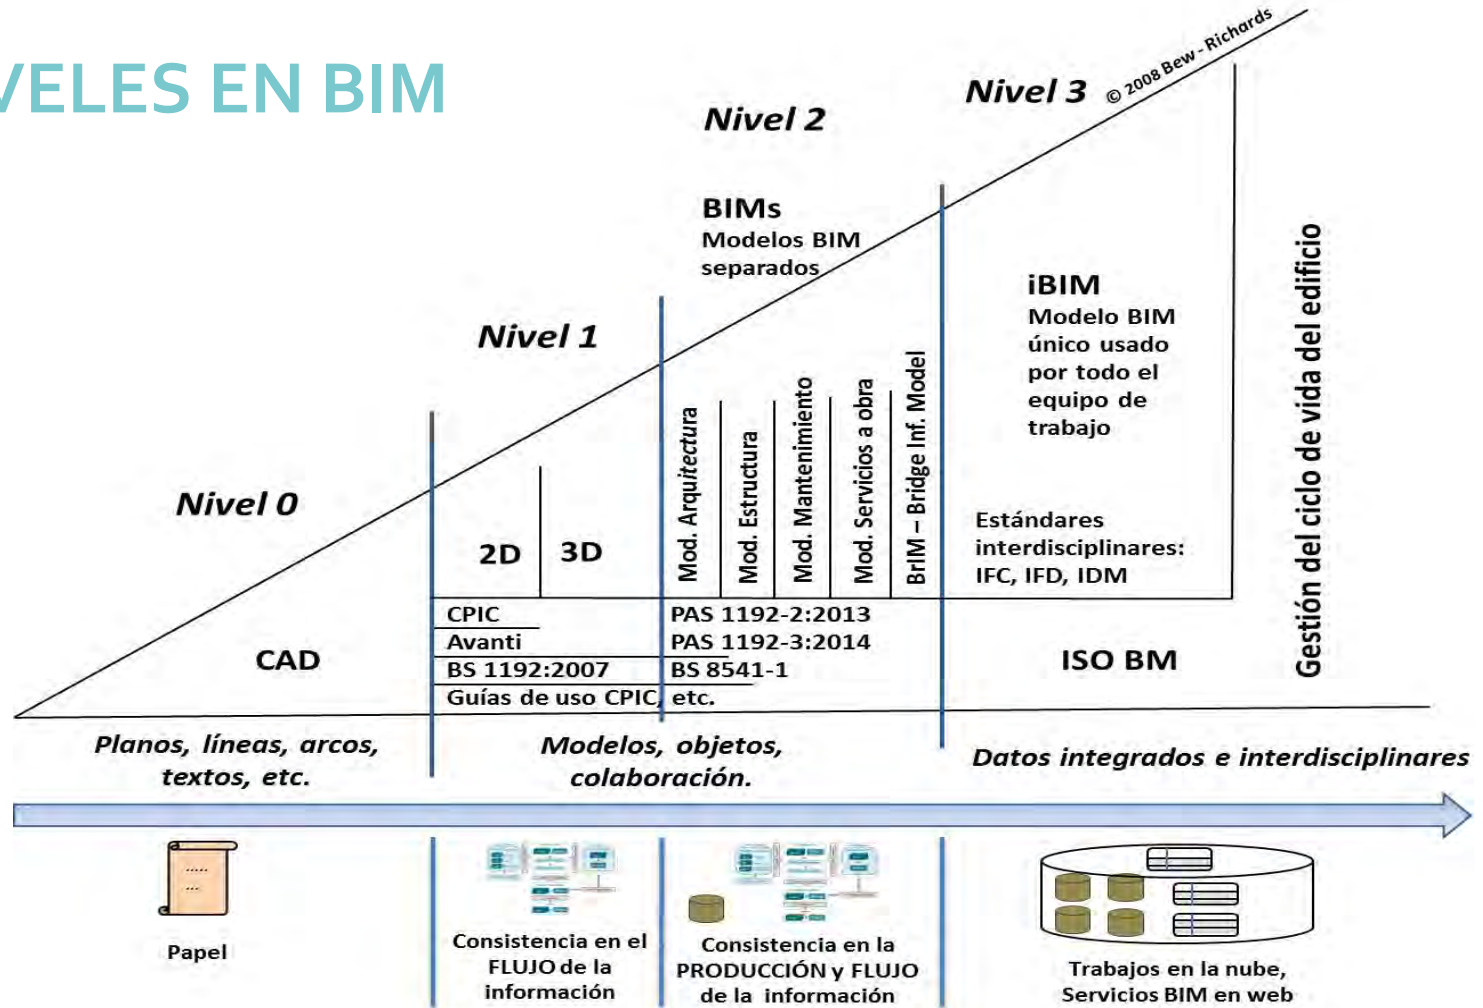 VELES EN BIM
© 2008 Bew - Richards
Nivel 3
Nivel 2
BIMs
Modelos BIM
separados
iBIM
Modelo BIM
único usado
por todo el
equipo de
trabajo
Nivel 1
Nivel 0
2D
3D
Mod. Arquitectura
Mod. Estructura
Mod. Mantenimiento
Mod. Servicios a obra
BrIM – Bridge Inf. Model
Estándares
interdisciplinares:
IFC, IFD, IDM
Gestión del ciclo de vida del edificio
CAD
CPIC
Avanti
BS 1192:2007
Guías de uso CPIC, etc.
PAS 1192-2:2013
PAS 1192-3:2014
BS 8541-1
ISO BM
Planos, líneas, arcos,
textos, etc.
Modelos, objetos,
colaboración.
Datos integrados e interdisciplinares
Papel
Consistencia en el
FLUJO de la
información
Consistencia en la
PRODUCCIÓN y FLUJO
de la información
Trabajos en la nube,
Servicios BIM en web